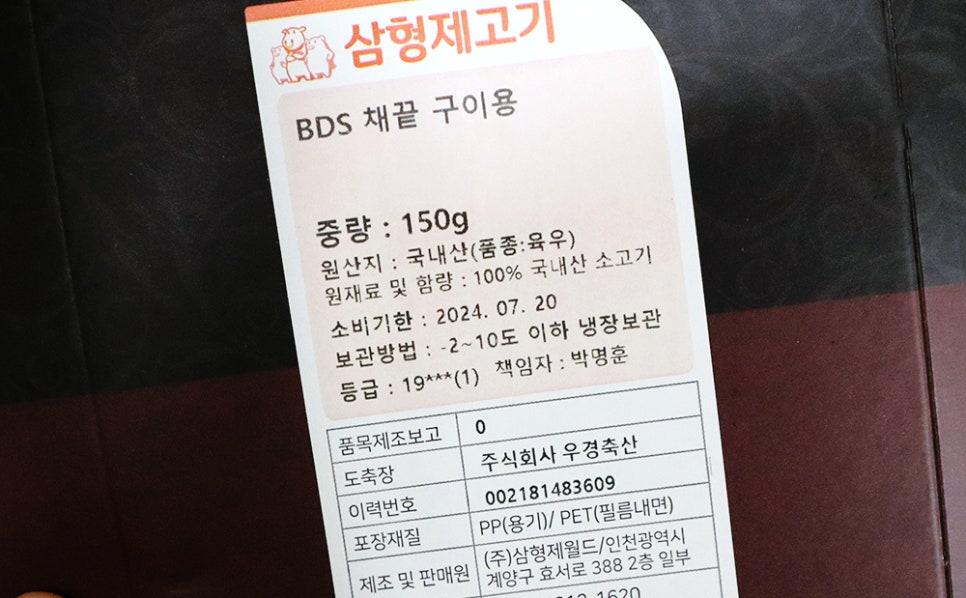 삼형제고기
BDS 채끝 구이용
중량 : 150g
원산지 : 국내산(품종:육우)
원재료 및 함량 : 100% 국내산 소고기
소비기한 : 2024. 07. 20
보관방법 : -2~10도 이하 냉장보관
등급 : 19***(1) 책임자 : 박명훈
품목제조보고 0
도축장 주식회사 우경축산
이력번호 002181483609
포장재질 PP(용기)/ PET(필름내면)
제조 및 판매원 (주)삼형제월드/인천광역시
계양구 효서로 388 2층 일부
1620